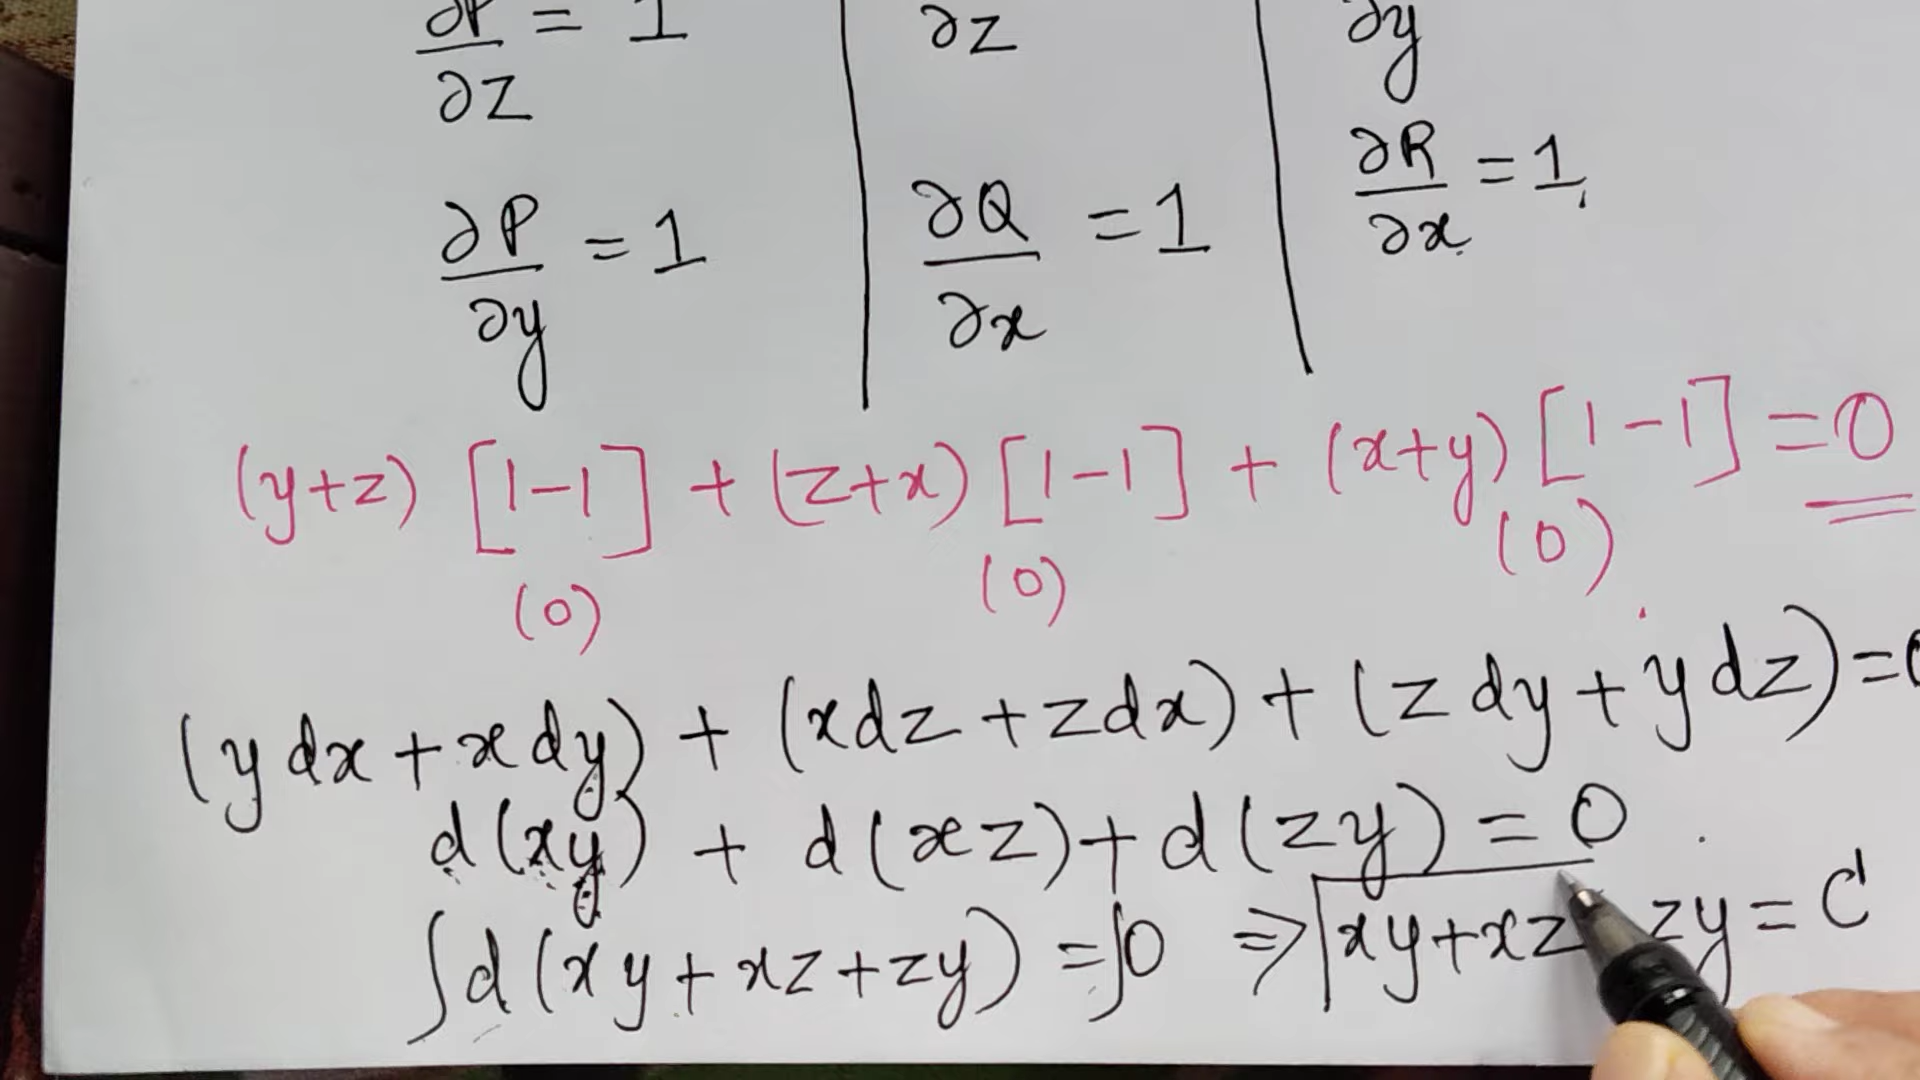 ∂P/∂z = 1 | ∂z | ∂y
∂P/∂y = 1 | ∂Q/∂x = 1 | ∂R/∂x = 1
(y+z) [1-1] + (z+x) [1-1] + (x+y) [1-1] = 0
(0) (0) (0)
(y dx + x dy) + (x dz + z dx) + (z dy + y dz) = 0
d(xy) + d(xz) + d(zy) = 0
∫d(xy + xz + zy) = ∫0 ⇒ xy + xz zy = C